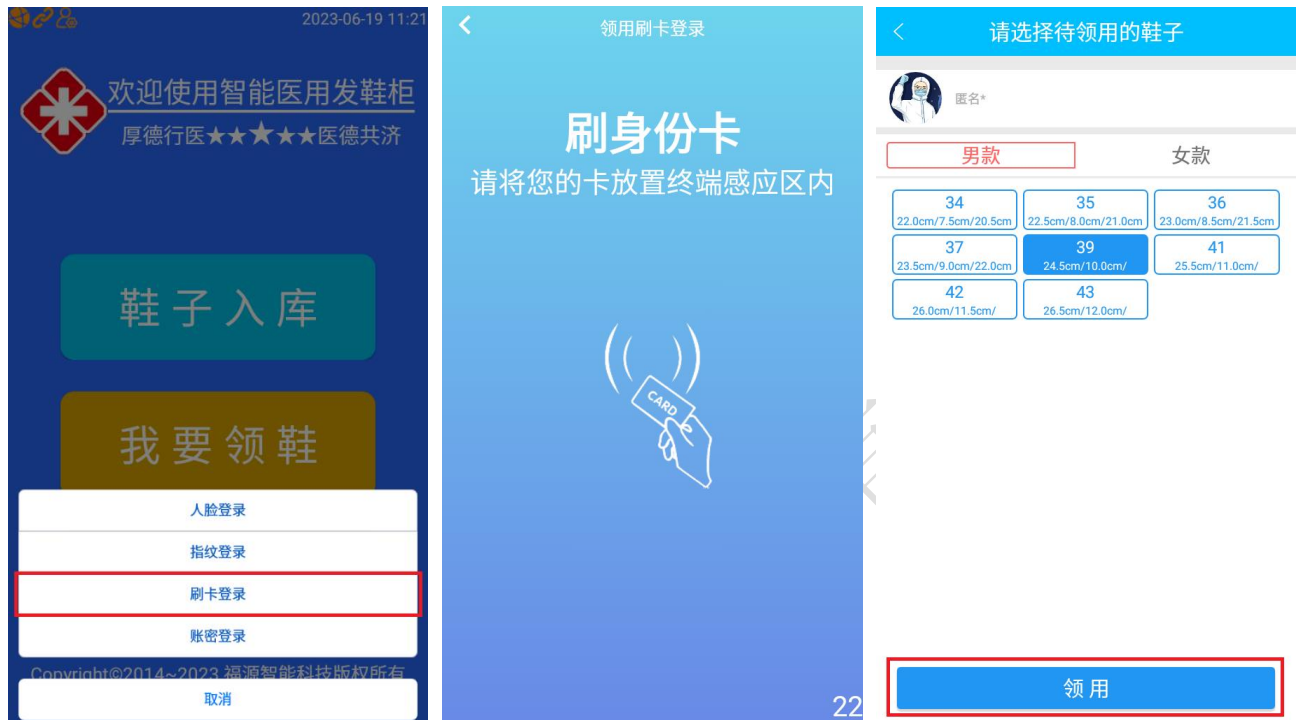 2023-06-19 11:21
欢迎使用智能医用发鞋柜
厚德行医★★★★★医德共济
鞋子入库
我要领鞋
人脸登录
指纹登录
刷卡登录
账密登录
Copyright©2014~2023 福源智能科技版权所有
取消
领用刷卡登录
刷身份卡
请将您的卡放置终端感应区内
CARD
22
请选择待领用的鞋子
匿名*
男款 女款
34 35 36
22.0cm/7.5cm/20.5cm 22.5cm/8.0cm/21.0cm 23.0cm/8.5cm/21.5cm
37 39 41
23.5cm/9.0cm/22.0cm 24.5cm/10.0cm/ 25.5cm/11.0cm/
42 43
26.0cm/11.5cm/ 26.5cm/12.0cm/
领用